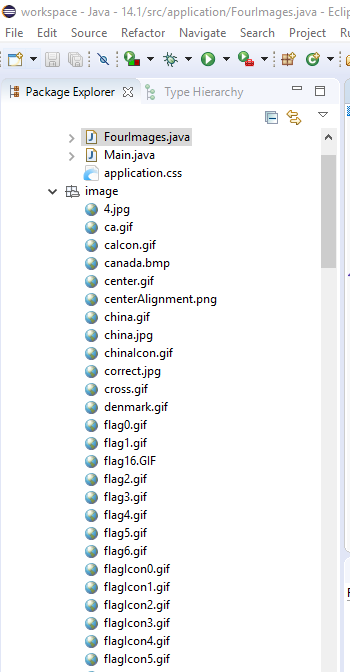 workspace - Java - 14.1/src/application/FourImages.java - Eclip
File Edit Source Refactor Navigate Search Project Ru
Package Explorer Type Hierarchy
FourImages.java
Main.java
application.css
image
4.jpg
ca.gif
caIcon.gif
canada.bmp
center.gif
centerAlignment.png
china.gif
china.jpg
chinaIcon.gif
correct.jpg
cross.gif
denmark.gif
flag0.gif
flag1.gif
flag16.GIF
flag2.gif
flag3.gif
flag4.gif
flag5.gif
flag6.gif
flagIcon0.gif
flagIcon1.gif
flagIcon2.gif
flagIcon3.gif
flagIcon4.gif
flagIcon5.gif